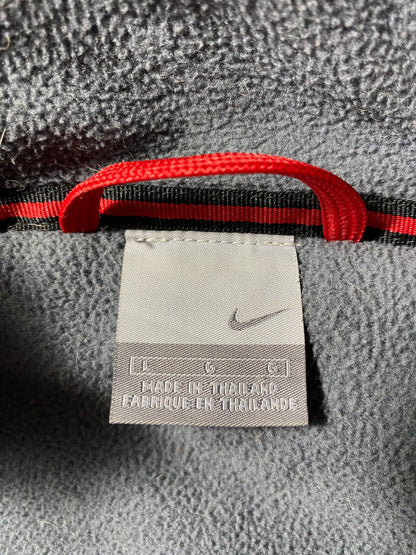 L G G
MADE IN THAILAND
FABRIQUE EN THAILANDE